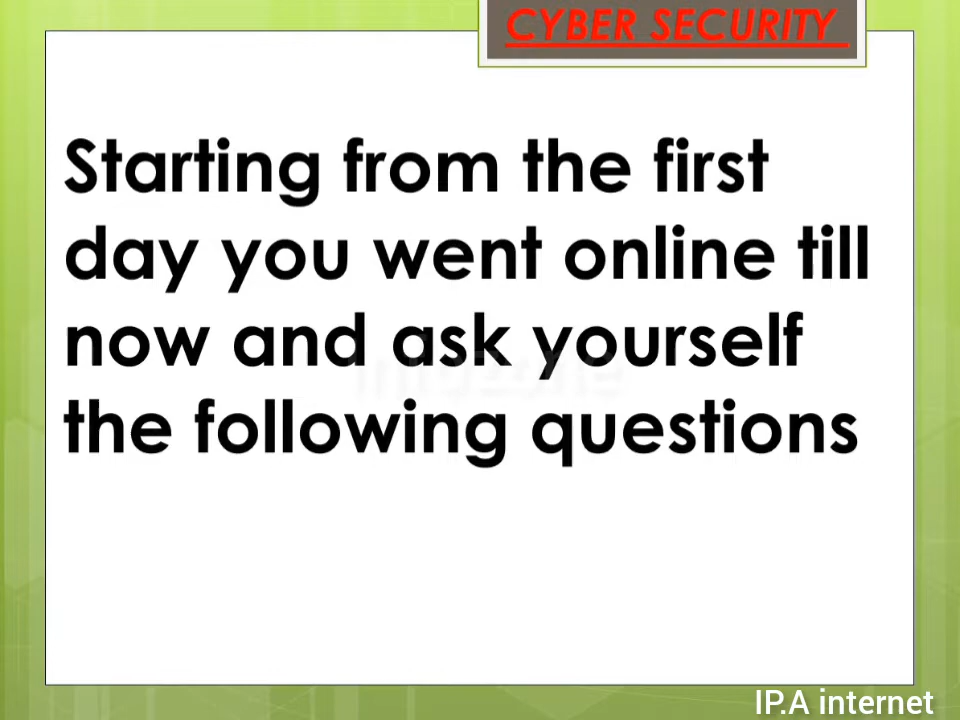 CYBER SECURITY
Starting from the first
day you went online till
now and ask yourself
the following questions
IP.A internet